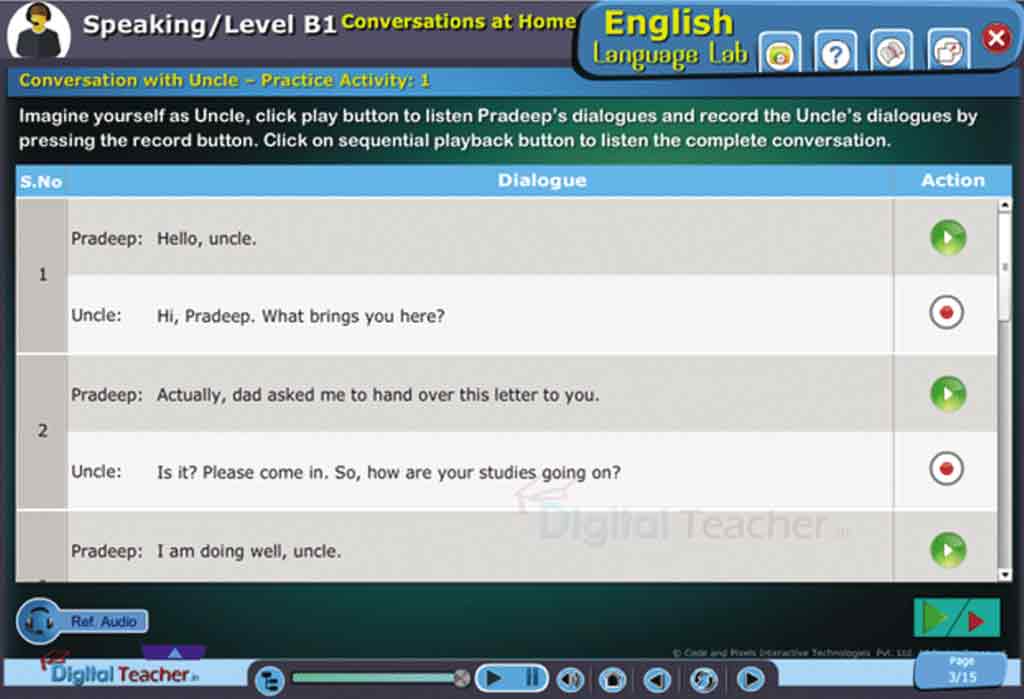 Speaking/Level B1 Conversations at Home
English
Language Lab
Conversation with Uncle – Practice Activity: 1
Imagine yourself as Uncle, click play button to listen Pradeep's dialogues and record the Uncle's dialogues by
pressing the record button. Click on sequential playback button to listen the complete conversation.
S.No Dialogue Action
Pradeep: Hello, uncle.
1
Uncle: Hi, Pradeep. What brings you here?
Pradeep: Actually, dad asked me to hand over this letter to you.
2
Uncle: Is it? Please come in. So, how are your studies going on?
Digital Teacher.in
Pradeep: I am doing well, uncle.
Ref. Audio
© Code and Pixels Interactive Technologies Pvt. Ltd. All Rights Reserved
Digital Teacher.in
Page
3/15